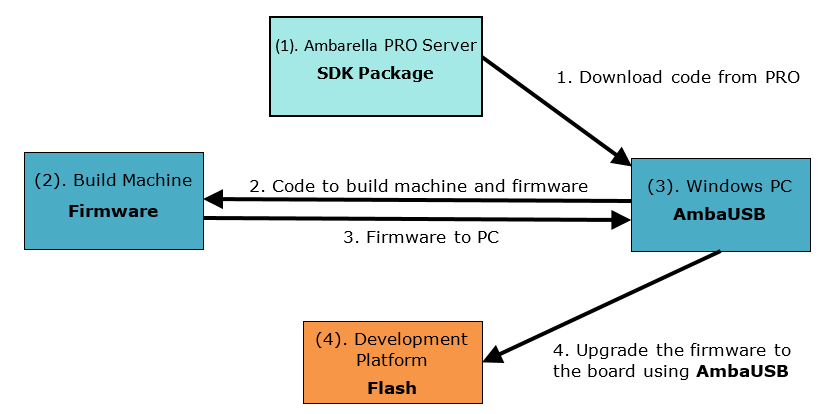 (1). Ambarella PRO Server
SDK Package
1. Download code from PRO
(2). Build Machine
Firmware
2. Code to build machine and firmware
3. Firmware to PC
(3). Windows PC
AmbaUSB
(4). Development
Platform
Flash
4. Upgrade the firmware to
the board using AmbaUSB